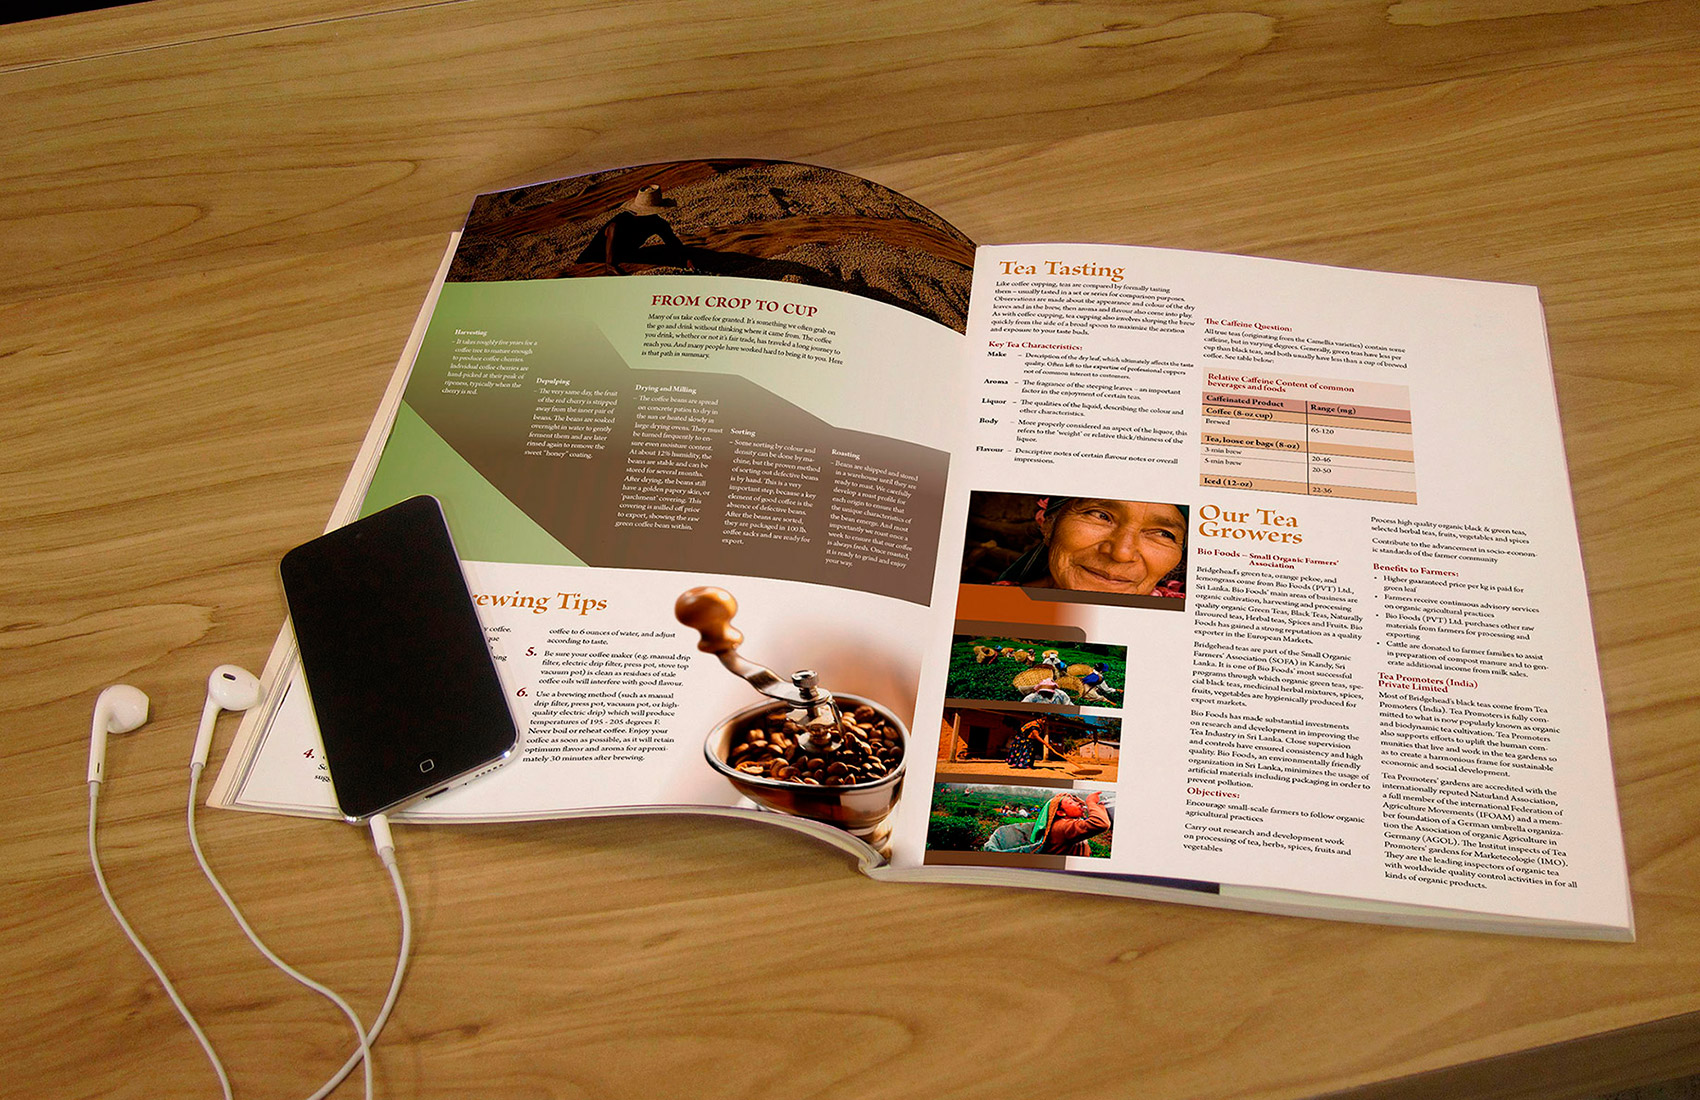 FROM CROP TO CUP
Many of us take coffee for granted. It's something we often grab on
the go and drink without thinking where it came from. The coffee
you drink, whether or not it's fair trade, has traveled a long journey to
reach you. And many people have worked hard to bring it to you. Here
is that path in summary.
Harvesting
– It takes roughly five years for a
coffee tree to mature enough
to produce coffee cherries.
Individual coffee cherries are
hand picked at their peak of
ripeness, typically when the
cherry is red.
Depulping
– The very same day, the fruit
of the red cherry is stripped
away from the inner pair of
beans. The beans are soaked
overnight in water to gently
ferment them and are later
rinsed again to remove the
sweet "honey" coating.
Drying and Milling
– The coffee beans are spread
on concrete patios to dry in
the sun or heated slowly in
large drying ovens. They must
be turned frequently to en-
sure even moisture content.
At about 12% humidity, the
beans are stable and can be
stored for several months.
After drying, the beans still
have a golden papery skin, or
'parchment' covering. This
covering is milled off prior
to export, showing the raw
green coffee bean within.
Sorting
– Some sorting by colour and
density can be done by ma-
chine, but the proven method
of sorting out defective beans
is by hand. This is a very
important step, because a key
element of good coffee is the
absence of defective beans.
After the beans are sorted,
they are packaged in 100 lb.
coffee sacks and are ready for
export.
Roasting
– Beans are shipped and stored
in a warehouse until they are
ready to roast. We carefully
develop a roast profile for
each origin to ensure that
the unique characteristics of
the bean emerge. And most
importantly we roast once a
week to ensure that our coffee
is always fresh. Once roasted,
it is ready to grind and enjoy
your way.
rewing Tips
coffee.
4.
coffee to 6 ounces of water, and adjust
according to taste.
5. Be sure your coffee maker (e.g. manual drip
filter, electric drip filter, press pot, stove top
vacuum pot) is clean as residues of stale
coffee oils will interfere with good flavour.
6. Use a brewing method (such as manual
drip filter, press pot, vacuum pot, or high-
quality electric drip) which will produce
temperatures of 195 - 205 degrees F.
Never boil or reheat coffee. Enjoy your
coffee as soon as possible, as it will retain
optimum flavor and aroma for approxi-
mately 30 minutes after brewing.
Tea Tasting
Like coffee cupping, teas are compared by formally tasting
them – usually tasted in a set or series for comparison purposes.
Observations are made about the appearance and colour of the dry
leaves and in the brew, then aroma and flavour also come into play.
As with coffee cupping, tea cupping also involves slurping the brew
quickly from the side of a broad spoon to maximize the aeration
and exposure to your taste buds.
Key Tea Characteristics:
Make – Description of the dry leaf, which ultimately affects the taste
quality. Often left to the expertise of professional cuppers
not of common interest to customers.
Aroma – The fragrance of the steeping leaves – an important
factor in the enjoyment of certain teas.
Liquor – The qualities of the liquid, describing the colour and
other characteristics.
Body – More properly considered an aspect of the liquor, this
refers to the 'weight' or relative thick/thinness of the
liquor.
Flavour – Descriptive notes of certain flavour notes or overall
impressions.
The Caffeine Question:
All true teas (originating from the Camellia varieties) contain some
caffeine, but in varying degrees. Generally, green teas have less per
cup than black teas, and both usually have less than a cup of brewed
coffee. See table below:
Relative Caffeine Content of common
beverages and foods
Caffeinated Product Range (mg)
Coffee (8-oz cup)
Brewed 65-120
Tea, loose or bags (8-oz)
3-min brew 20-46
5-min brew 20-50
Iced (12-oz) 22-36
Our Tea
Growers
Bio Foods – Small Organic Farmers'
Association
Bridgehead's green tea, orange pekoe, and
lemongrass come from Bio Foods (PVT) Ltd.,
Sri Lanka. Bio Foods' main areas of business are
organic cultivation, harvesting and processing
quality organic Green Teas, Black Teas, Naturally
flavoured teas, Herbal teas, Spices and Fruits. Bio
Foods has gained a strong reputation as a quality
exporter in the European Markets.
Bridgehead teas are part of the Small Organic
Farmers' Association (SOFA) in Kandy, Sri
Lanka. It is one of Bio Foods' most successful
programs through which organic green teas, spe-
cial black teas, medicinal herbal mixtures, spices,
fruits, vegetables are hygienically produced for
export markets.
Bio Foods has made substantial investments
on research and development in improving the
Tea Industry in Sri Lanka. Close supervision
and controls have ensured consistency and high
quality. Bio Foods, an environmentally friendly
organization in Sri Lanka, minimizes the usage of
artificial materials including packaging in order to
prevent pollution.
Objectives:
Encourage small-scale farmers to follow organic
agricultural practices
Carry out research and development work
on processing of tea, herbs, spices, fruits and
vegetables
Process high quality organic black & green teas,
selected herbal teas, fruits, vegetables and spices
Contribute to the advancement in socio-econom-
ic standards of the farmer community
Benefits to Farmers:
• Higher guaranteed price per kg is paid for
green leaf
• Farmers receive continuous advisory services
on organic agricultural practices
• Bio Foods (PVT) Ltd. purchases other raw
materials from farmers for processing and
exporting
• Cattle are donated to farmer families to assist
in preparation of compost manure and to gen-
erate additional income from milk sales.
Tea Promoters (India)
Private Limited
Most of Bridgehead's black teas come from Tea
Promoters (India). Tea Promoters is fully com-
mitted to what is now popularly known as organic
and biodynamic tea cultivation. Tea Promoters
also supports efforts to uplift the human com-
munities that live and work in the tea gardens so
as to create a harmonious frame for sustainable
economic and social development.
Tea Promoters' gardens are accredited with the
internationally reputed Naturland Association,
a full member of the international Federation of
Agriculture Movements (IFOAM) and a mem-
ber foundation of a German umbrella organiza-
tion the Association of organic Agriculture in
Germany (AGOL). The Institut inspects of Tea
Promoters' gardens for Marketecologie (IMO).
They are the leading inspectors of organic tea
with worldwide quality control activities in for all
kinds of organic products.